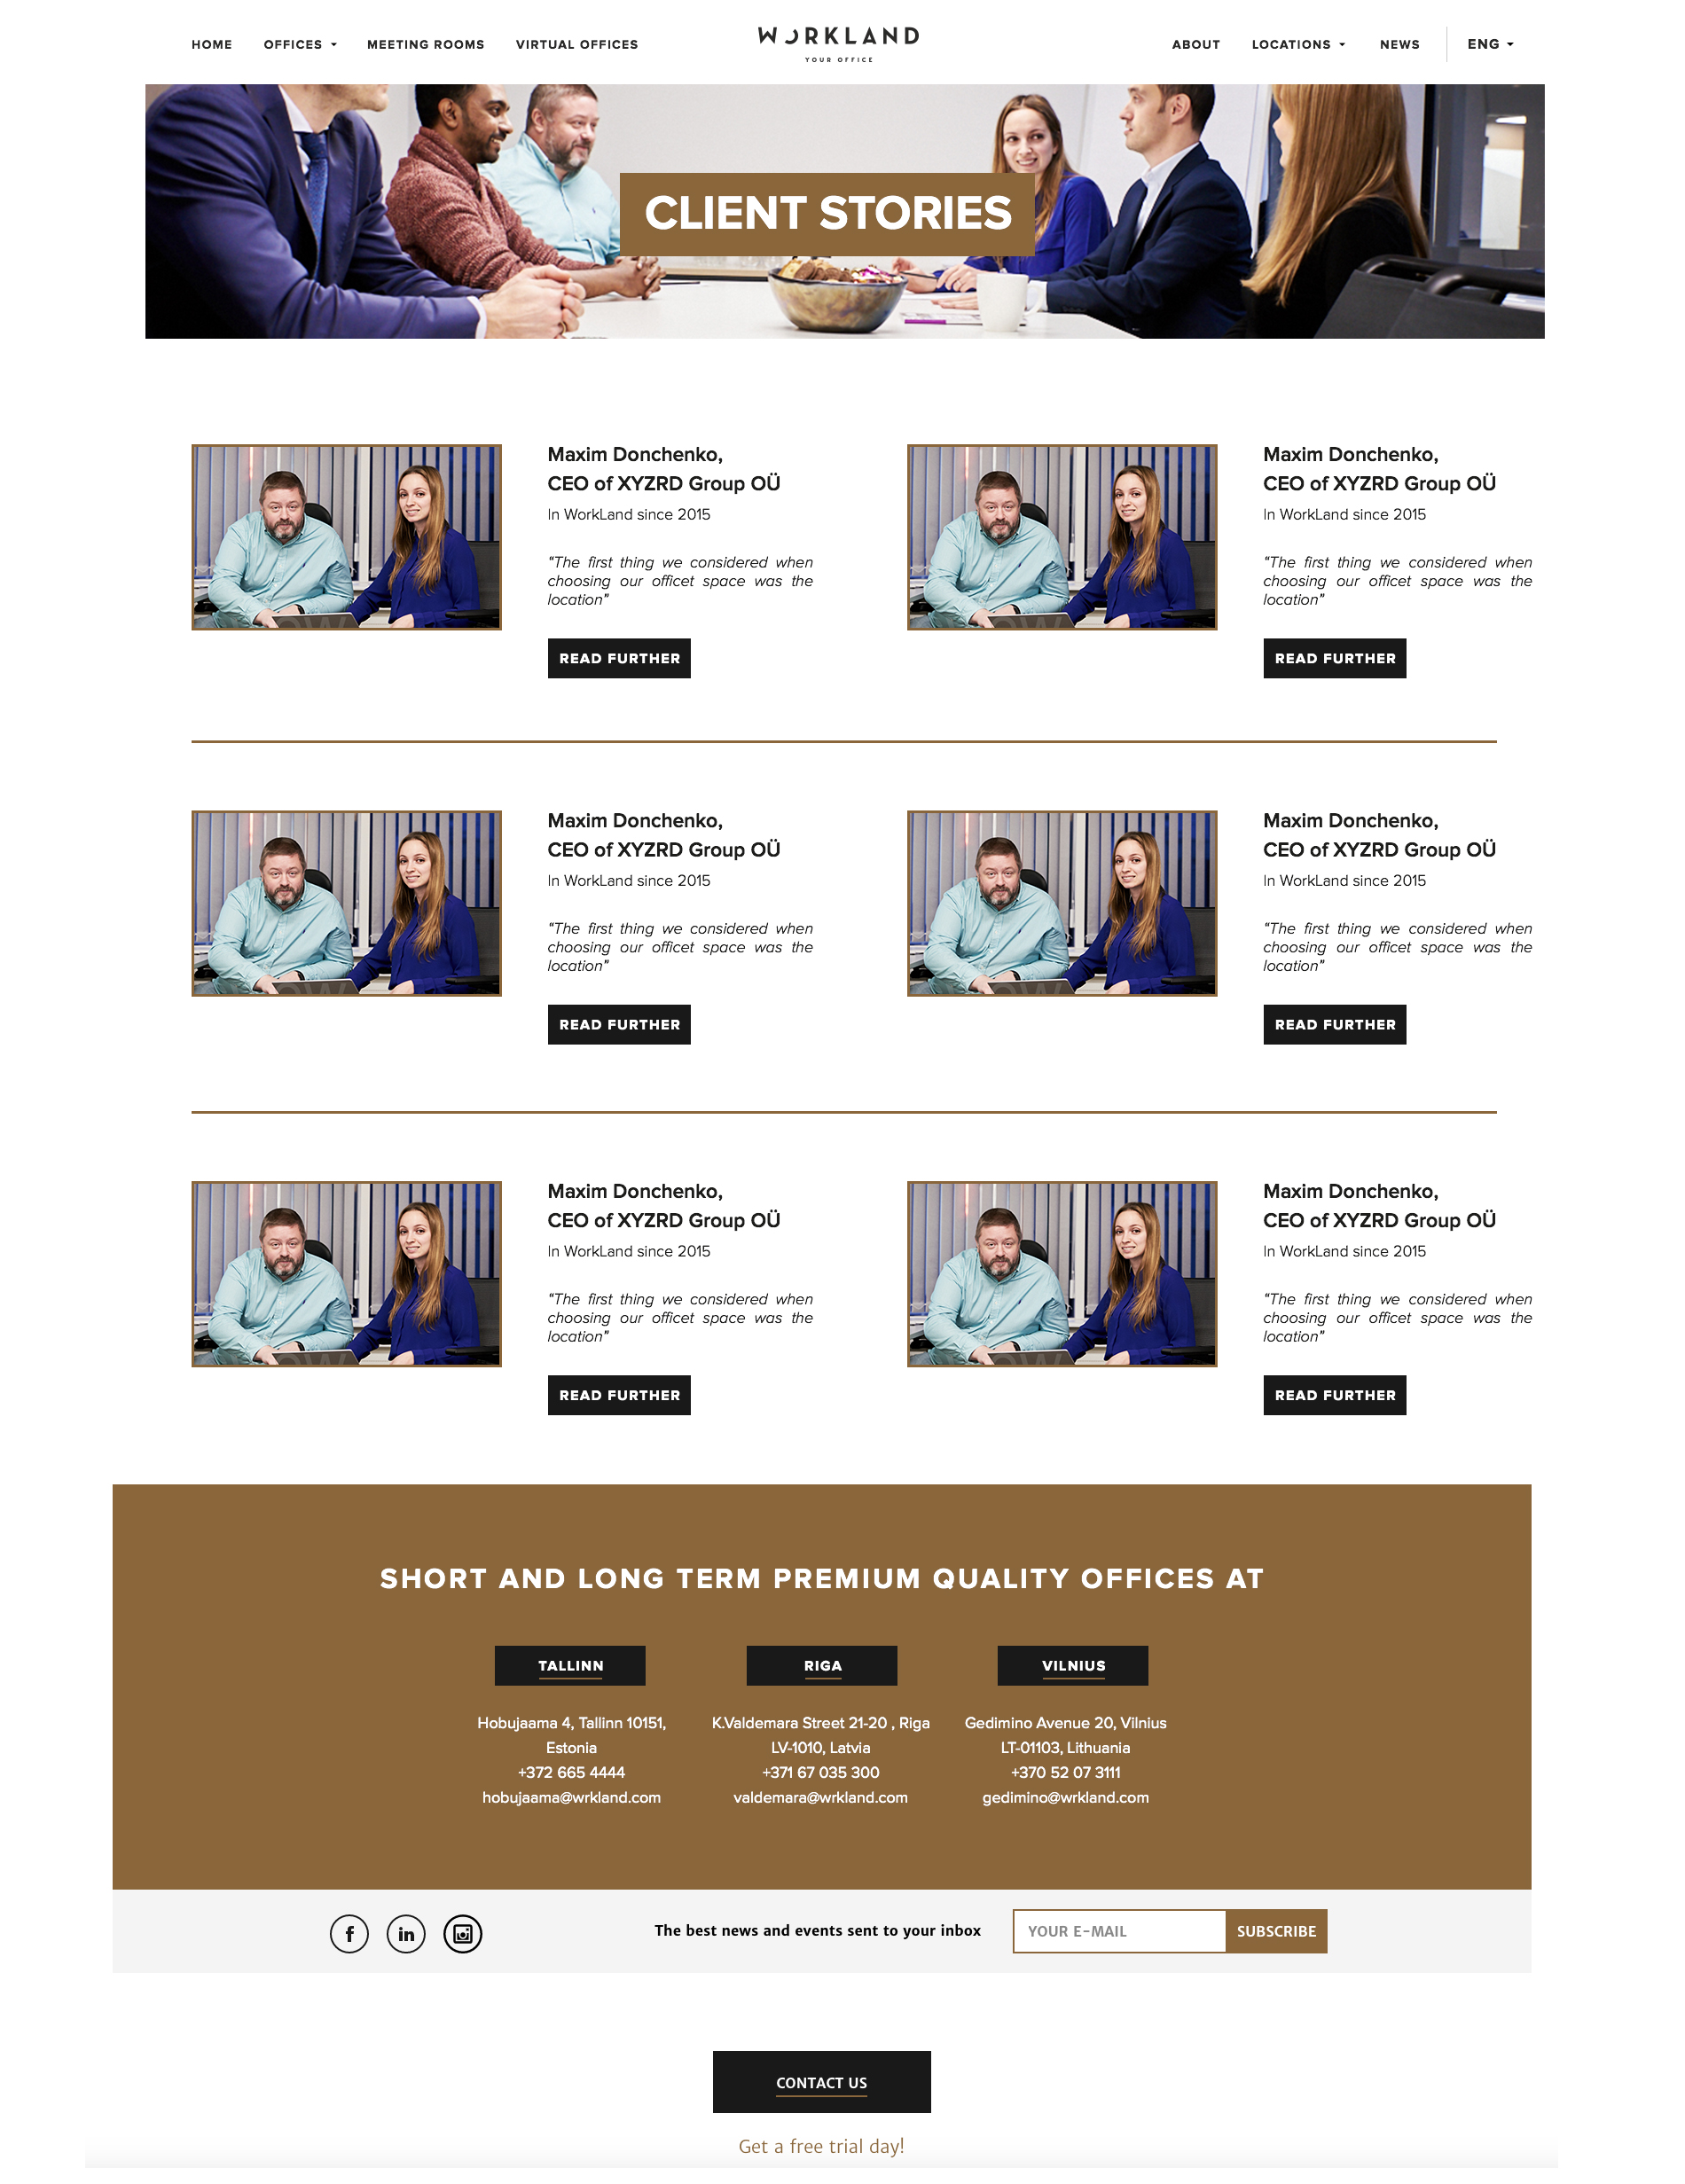 HOME OFFICES MEETING ROOMS VIRTUAL OFFICES WORKLAND ABOUT LOCATIONS NEWS ENG
YOUR OFFICE
CLIENT STORIES
Maxim Donchenko,
CEO of XYZRD Group OÜ
In WorkLand since 2015
“The first thing we considered when
choosing our officet space was the
location”
READ FURTHER
Maxim Donchenko,
CEO of XYZRD Group OÜ
In WorkLand since 2015
“The first thing we considered when
choosing our officet space was the
location”
READ FURTHER
Maxim Donchenko,
CEO of XYZRD Group OÜ
In WorkLand since 2015
“The first thing we considered when
choosing our officet space was the
location”
READ FURTHER
Maxim Donchenko,
CEO of XYZRD Group OÜ
In WorkLand since 2015
“The first thing we considered when
choosing our officet space was the
location”
READ FURTHER
Maxim Donchenko,
CEO of XYZRD Group OÜ
In WorkLand since 2015
“The first thing we considered when
choosing our officet space was the
location”
READ FURTHER
Maxim Donchenko,
CEO of XYZRD Group OÜ
In WorkLand since 2015
“The first thing we considered when
choosing our officet space was the
location”
READ FURTHER
SHORT AND LONG TERM PREMIUM QUALITY OFFICES AT
TALLINN
Hobujaama 4, Tallinn 10151,
Estonia
+372 665 4444
hobujaama@wrkland.com
RIGA
K.Valdemara Street 21-20 , Riga
LV-1010, Latvia
+371 67 035 300
valdemara@wrkland.com
VILNIUS
Gedimino Avenue 20, Vilnius
LT-01103, Lithuania
+370 52 07 3111
gedimino@wrkland.com
f in The best news and events sent to your inbox YOUR E-MAIL SUBSCRIBE
CONTACT US
Get a free trial day!